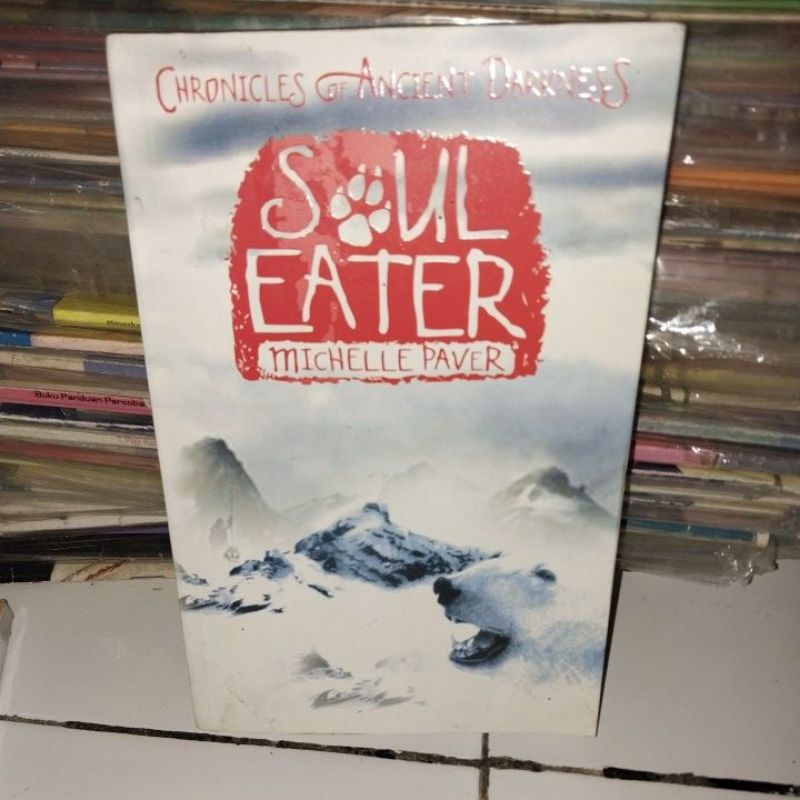 CHRONICLES OF ANCIENT DARKNESS
SOUL
EATER
MICHELLE PAVER
Buku Panduan Percoba